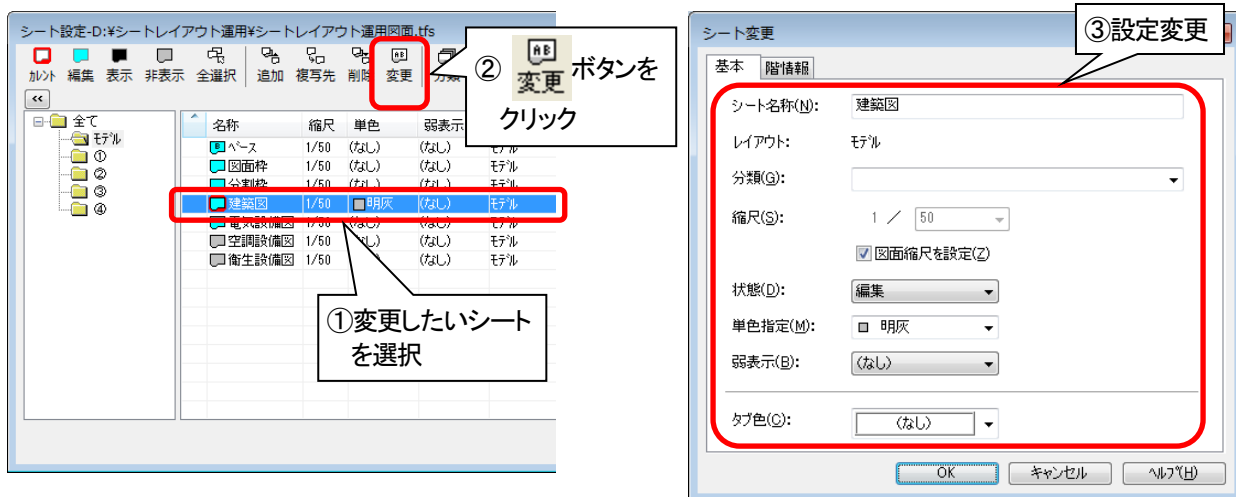 シート設定-D:¥シートレイアウト運用¥シートレイアウト運用図面.tfs
ｶﾚﾝﾄ 編集 表示 非表示 全選択 追加 複写先 削除 変更 分類
<<
全て
ﾓﾃﾞﾙ
①
②
③
④
名称 縮尺 単色 弱表示
ﾍﾞｰｽ 1/50 (なし) (なし) ﾓﾃﾞﾙ
図面枠 1/50 (なし) (なし) ﾓﾃﾞﾙ
分割枠 1/50 (なし) (なし) ﾓﾃﾞﾙ
建築図 1/50 明灰 (なし) ﾓﾃﾞﾙ
電気設備図 1/50 (なし) (なし) ﾓﾃﾞﾙ
空調設備図 1/50 (なし) ﾓﾃﾞﾙ
衛生設備図 1/50 (なし) ﾓﾃﾞﾙ
①変更したいシート
を選択
② AB 変更 ボタンを
クリック
シート変更
③設定変更
基本 階情報
シート名称(N): 建築図
レイアウト: ﾓﾃﾞﾙ
分類(G):
縮尺(S): 1 ／ 50
図面縮尺を設定(Z)
状態(D): 編集
単色指定(M): 明灰
弱表示(B): (なし)
タブ色(C): (なし)
OK キャンセル ﾍﾙﾌﾟ(H)